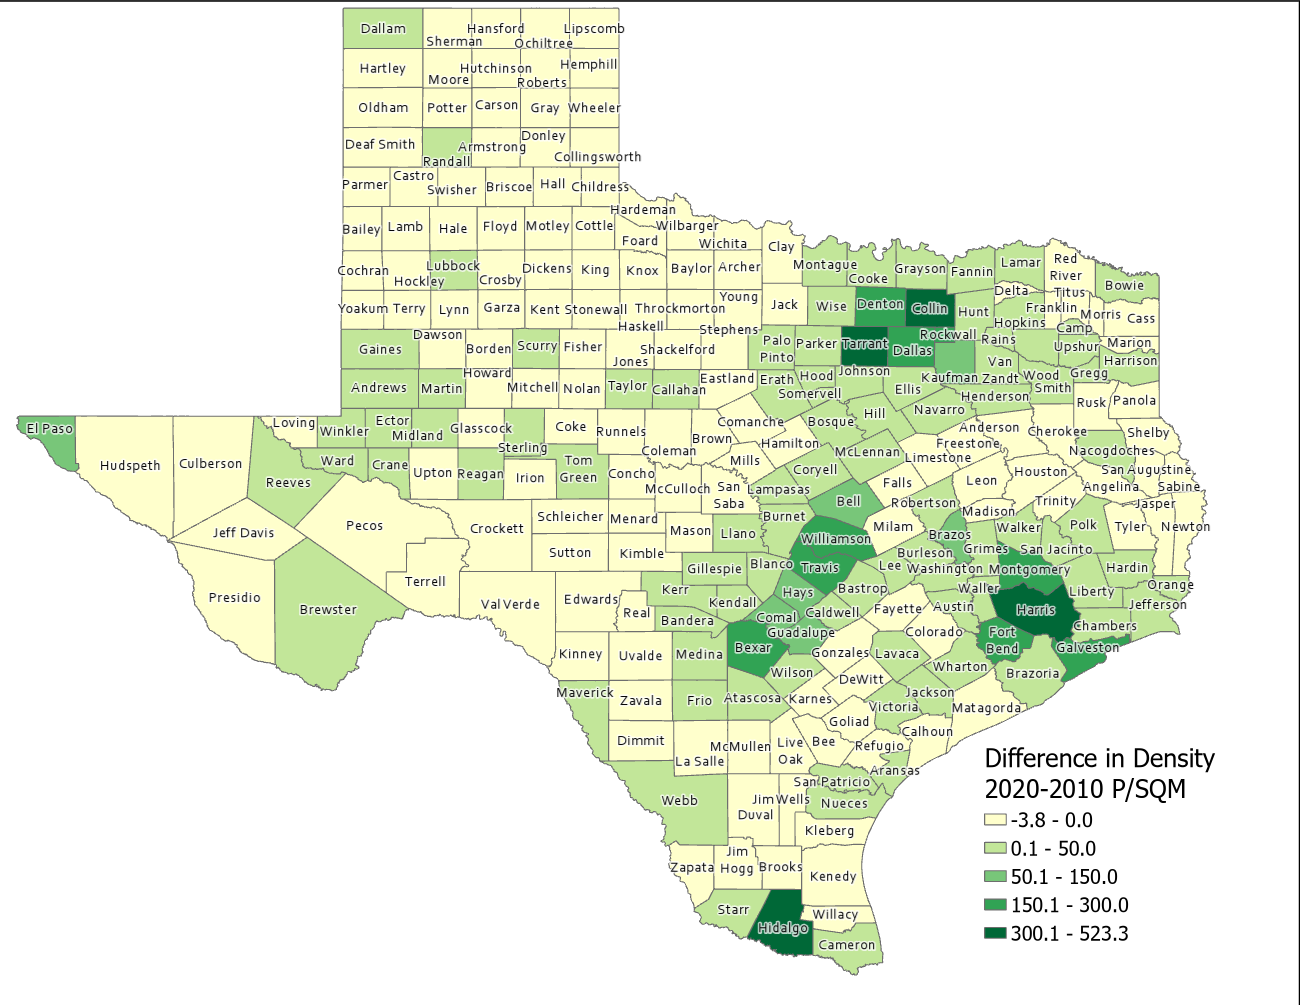 Dallam
Sherman
Hansford
Ochiltree
Lipscomb
Hartley
Moore
Hutchinson
Roberts
Hemphill
Oldham
Potter
Carson
Gray
Wheeler
Deaf Smith
Randall
Armstrong
Donley
Collingsworth
Parmer
Castro
Swisher
Briscoe
Hall
Childress
Hardeman
Bailey
Lamb
Hale
Floyd
Motley
Cottle
Foard
Wilbarger
Wichita
Clay
Cochran
Hockley
Lubbock
Crosby
Dickens
King
Knox
Baylor
Archer
Montague
Cooke
Grayson
Fannin
Lamar
Red
River
Bowie
Yoakum
Terry
Lynn
Garza
Kent
Stonewall
Haskell
Throckmorton
Young
Jack
Wise
Denton
Collin
Hunt
Delta
Hopkins
Franklin
Titus
Camp
Morris
Cass
Marion
Gaines
Dawson
Borden
Scurry
Fisher
Jones
Shackelford
Stephens
Palo
Pinto
Parker
Tarrant
Dallas
Rockwall
Rains
Upshur
Harrison
Andrews
Martin
Howard
Mitchell
Nolan
Taylor
Callahan
Eastland
Erath
Hood
Somervell
Johnson
Ellis
Kaufman
Van
Zandt
Wood
Smith
Gregg
Rusk
Panola
El Paso
Hudspeth
Culberson
Loving
Winkler
Ector
Midland
Glasscock
Sterling
Coke
Runnels
Coleman
Brown
Comanche
Hamilton
Bosque
Hill
Navarro
Henderson
Anderson
Cherokee
Shelby
Nacogdoches
Freestone
Limestone
McLennan
Reeves
Ward
Crane
Upton
Reagan
Irion
Tom
Green
Concho
McCulloch
San
Saba
Mills
Lampasas
Coryell
Bell
Falls
Robertson
Leon
Houston
Angelina
San Augustine
Sabine
Jeff Davis
Pecos
Crockett
Schleicher
Menard
Mason
Llano
Burnet
Williamson
Milam
Brazos
Madison
Walker
Trinity
Polk
Tyler
Jasper
Newton
Sutton
Kimble
Gillespie
Blanco
Travis
Lee
Burleson
Washington
Grimes
San Jacinto
Montgomery
Hardin
Orange
Presidio
Brewster
Terrell
Val Verde
Edwards
Real
Kerr
Kendall
Bandera
Hays
Comal
Caldwell
Bastrop
Fayette
Austin
Waller
Harris
Liberty
Jefferson
Chambers
Kinney
Uvalde
Medina
Bexar
Guadalupe
Gonzales
Colorado
Lavaca
Wharton
Fort
Bend
Galveston
Brazoria
Maverick
Zavala
Frio
Atascosa
Wilson
Karnes
DeWitt
Victoria
Jackson
Matagorda
Dimmit
La Salle
McMullen
Live
Oak
Bee
Goliad
Refugio
Calhoun
Aransas
Webb
Duval
Jim Wells
San Patricio
Nueces
Kleberg
Zapata
Jim
Hogg
Brooks
Kenedy
Starr
Hidalgo
Willacy
Cameron
Difference in Density
2020-2010 P/SQM
-3.8 - 0.0
0.1 - 50.0
50.1 - 150.0
150.1 - 300.0
300.1 - 523.3